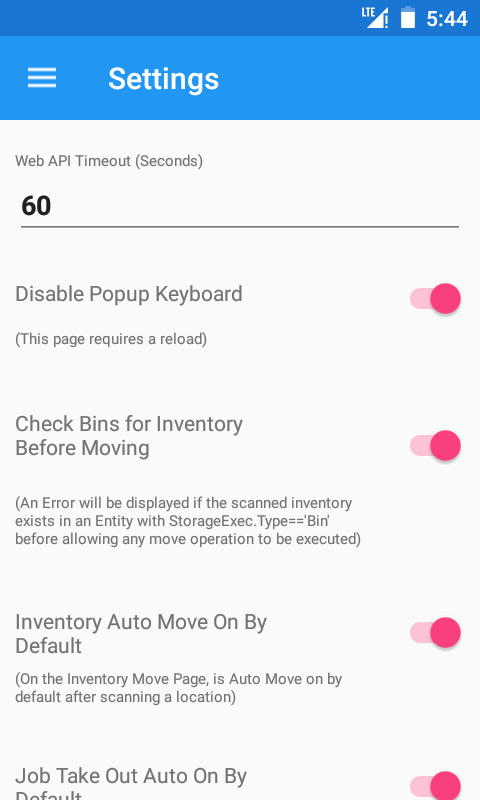 LTE 5:44
Settings
Web API Timeout (Seconds)
60
Disable Popup Keyboard
(This page requires a reload)
Check Bins for Inventory
Before Moving
(An Error will be displayed if the scanned inventory
exists in an Entity with StorageExec.Type=='Bin'
before allowing any move operation to be executed)
Inventory Auto Move On By
Default
(On the Inventory Move Page, is Auto Move on by
default after scanning a location)
Job Take Out Auto On By
Default